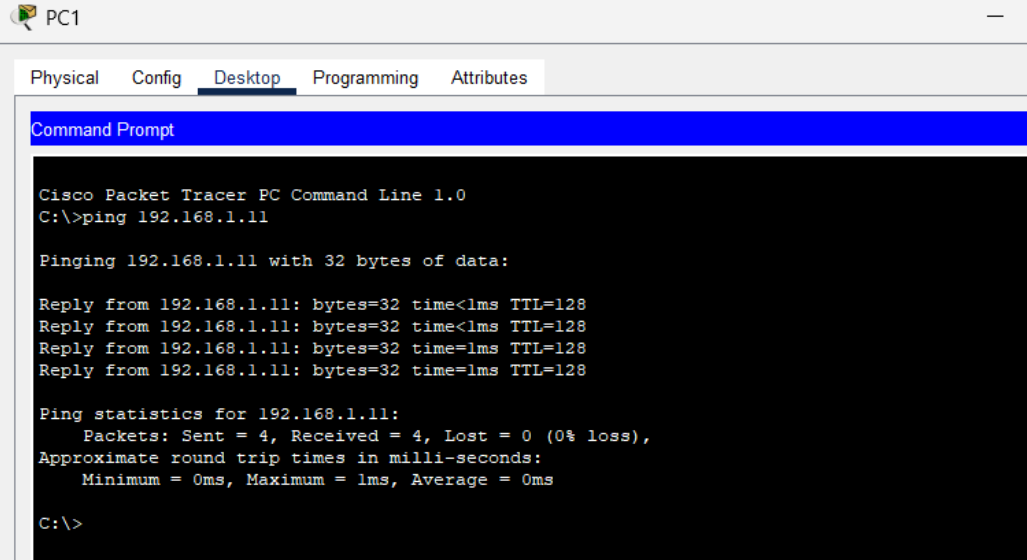 PC1
Physical Config Desktop Programming Attributes
Command Prompt
Cisco Packet Tracer PC Command Line 1.0
C:\>ping 192.168.1.11
Pinging 192.168.1.11 with 32 bytes of data:
Reply from 192.168.1.11: bytes=32 time<1ms TTL=128
Reply from 192.168.1.11: bytes=32 time<1ms TTL=128
Reply from 192.168.1.11: bytes=32 time=1ms TTL=128
Reply from 192.168.1.11: bytes=32 time=1ms TTL=128
Ping statistics for 192.168.1.11:
Packets: Sent = 4, Received = 4, Lost = 0 (0% loss),
Approximate round trip times in milli-seconds:
Minimum = 0ms, Maximum = 1ms, Average = 0ms
C:\>